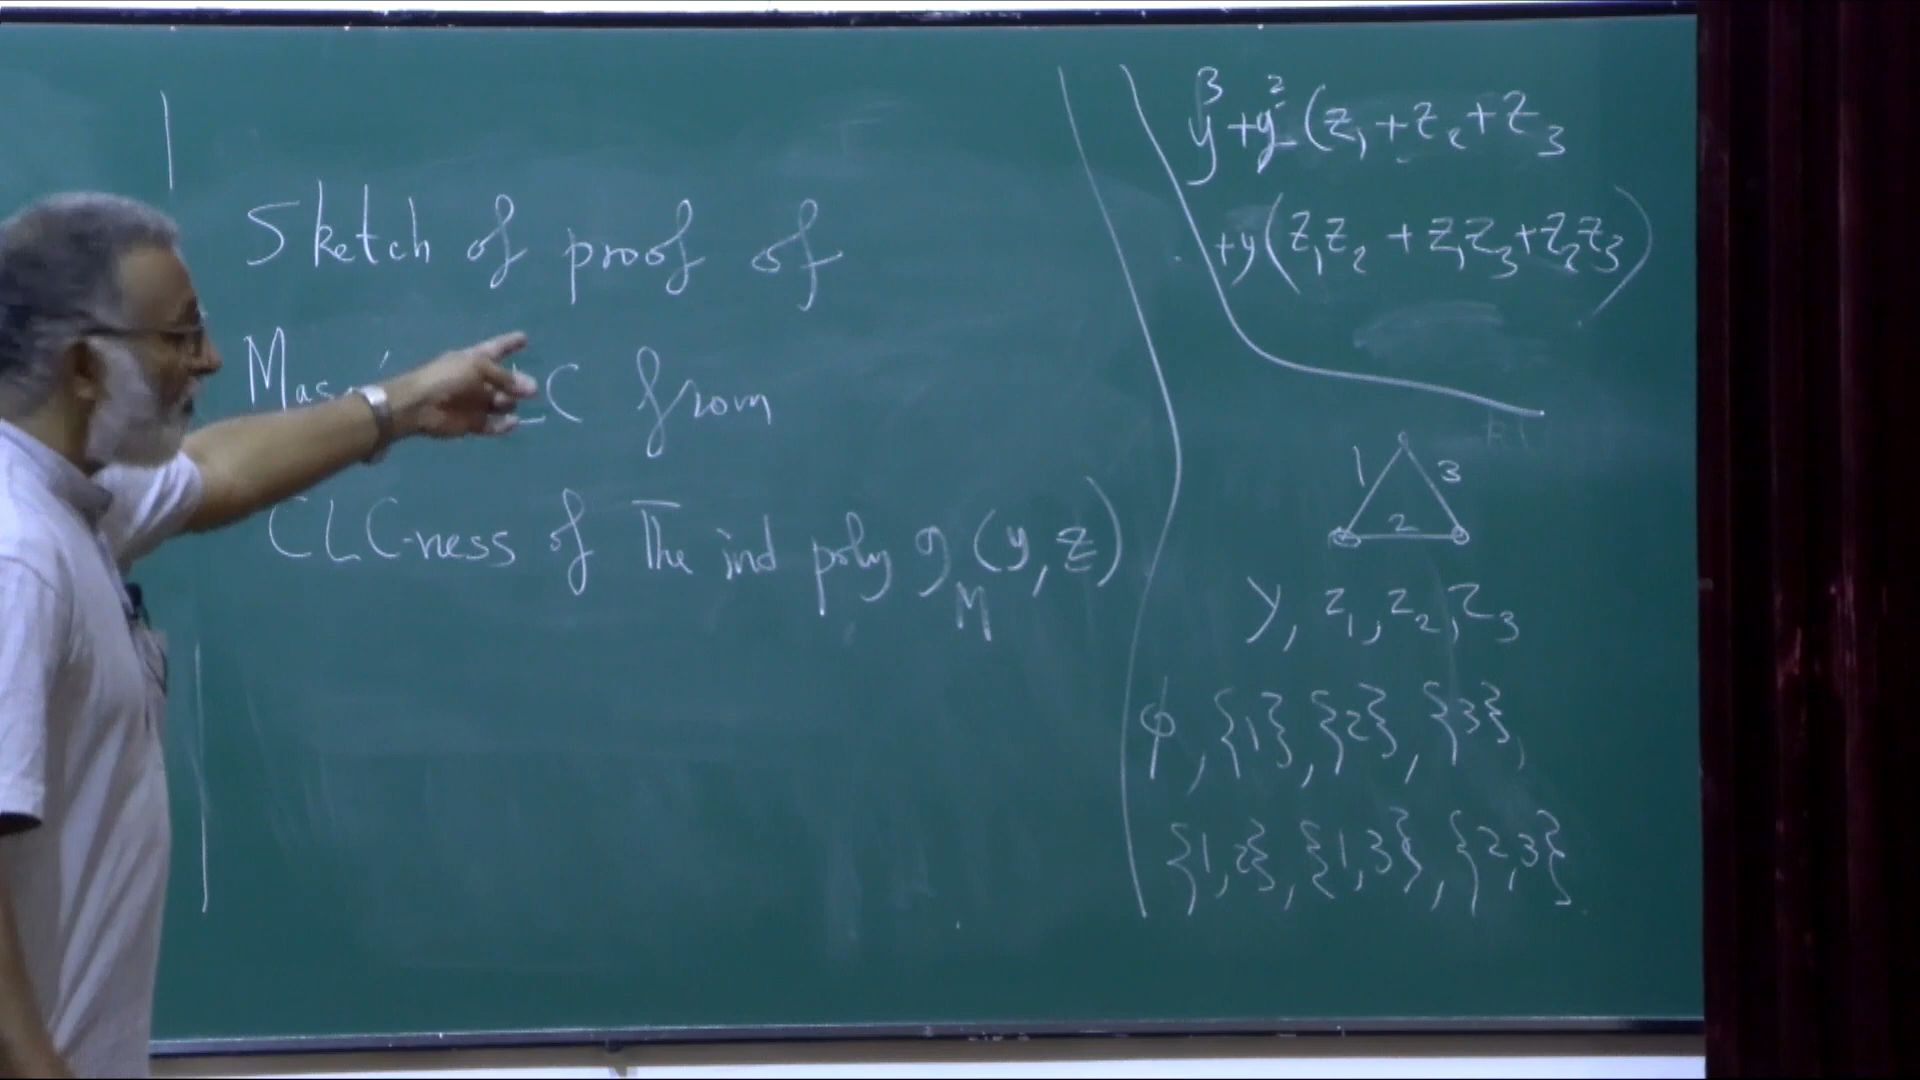 Sketch of proof of
C from
CLC-ness of The ind poly g_M(y, z)
y^3 + y^2(z_1 + z_2 + z_3
+ y(z_1z_2 + z_1z_3 + z_2z_3)
1 3
2
y, z_1, z_2, z_3
φ, {1}, {2}, {3},
{1,2}, {1,3}, {2,3}